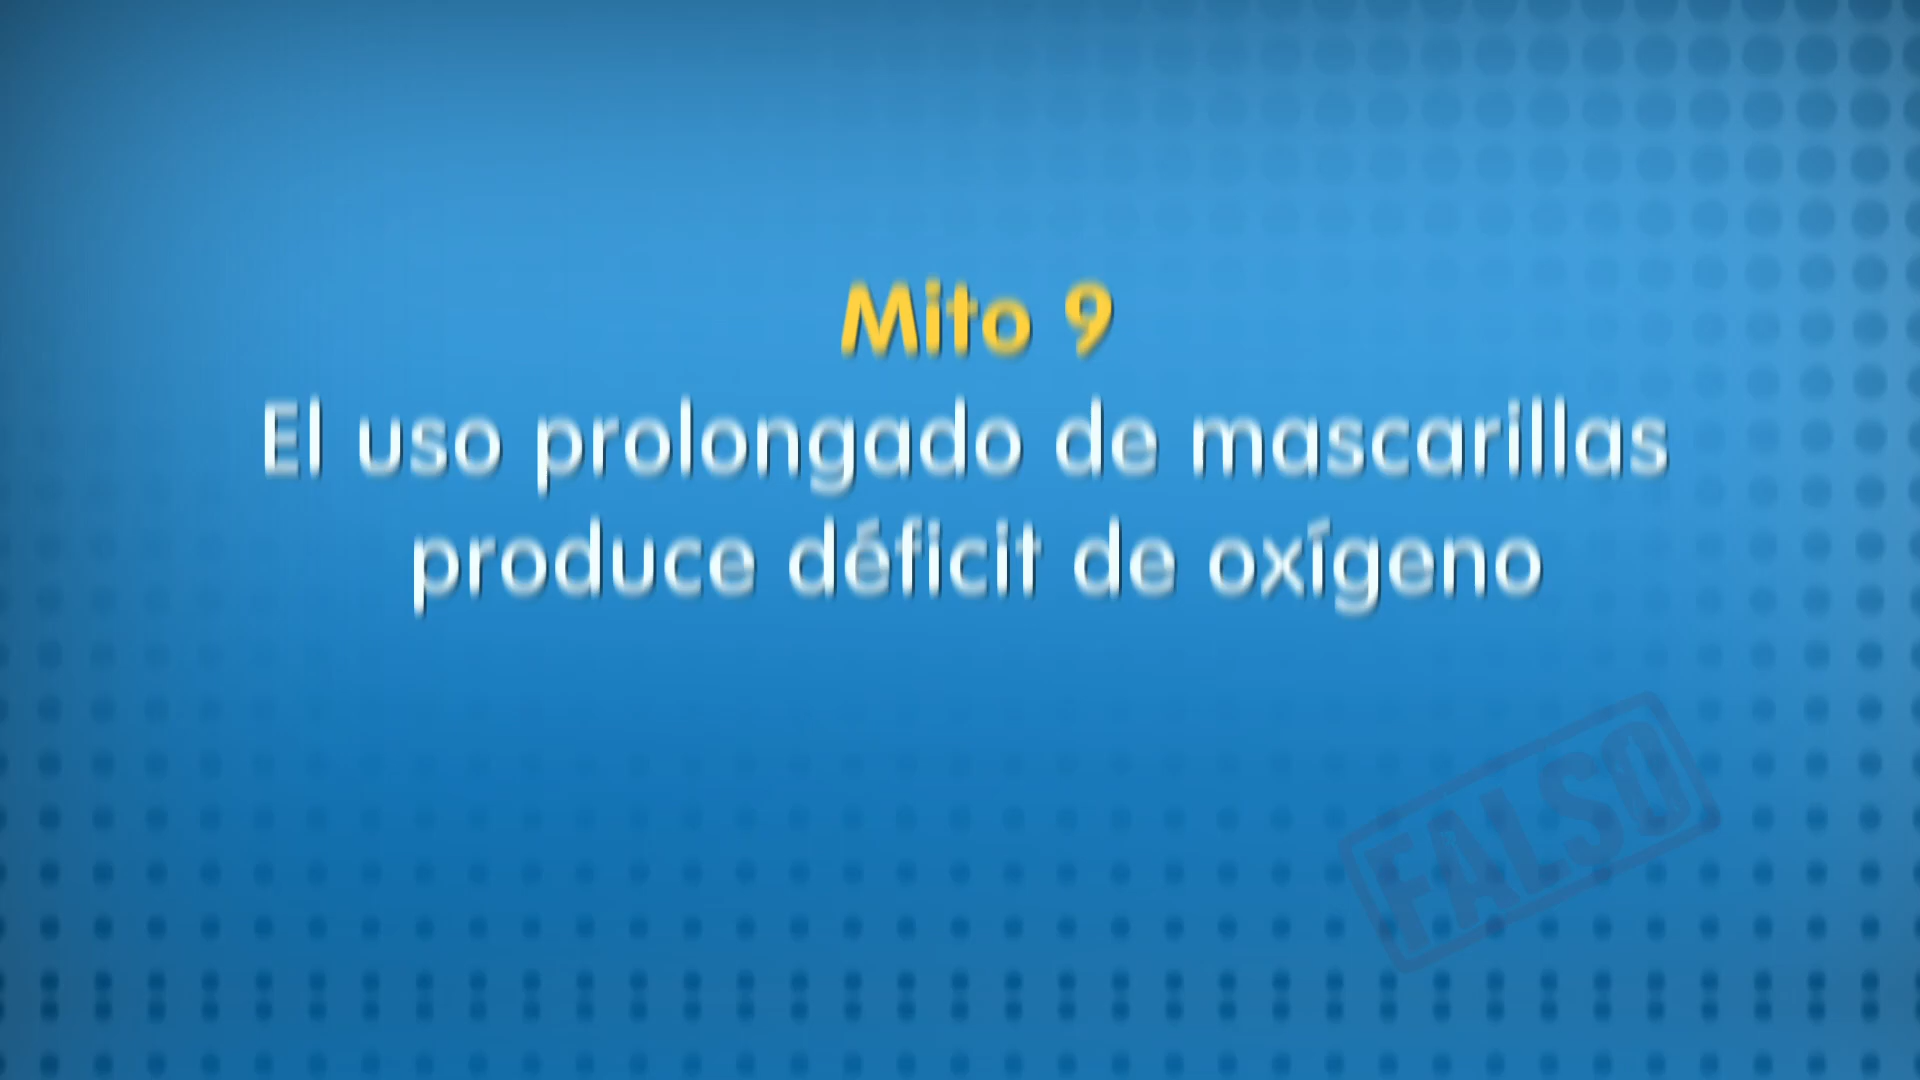 Mito 9
El uso prolongado de mascarillas
produce déficit de oxígeno
FALSO